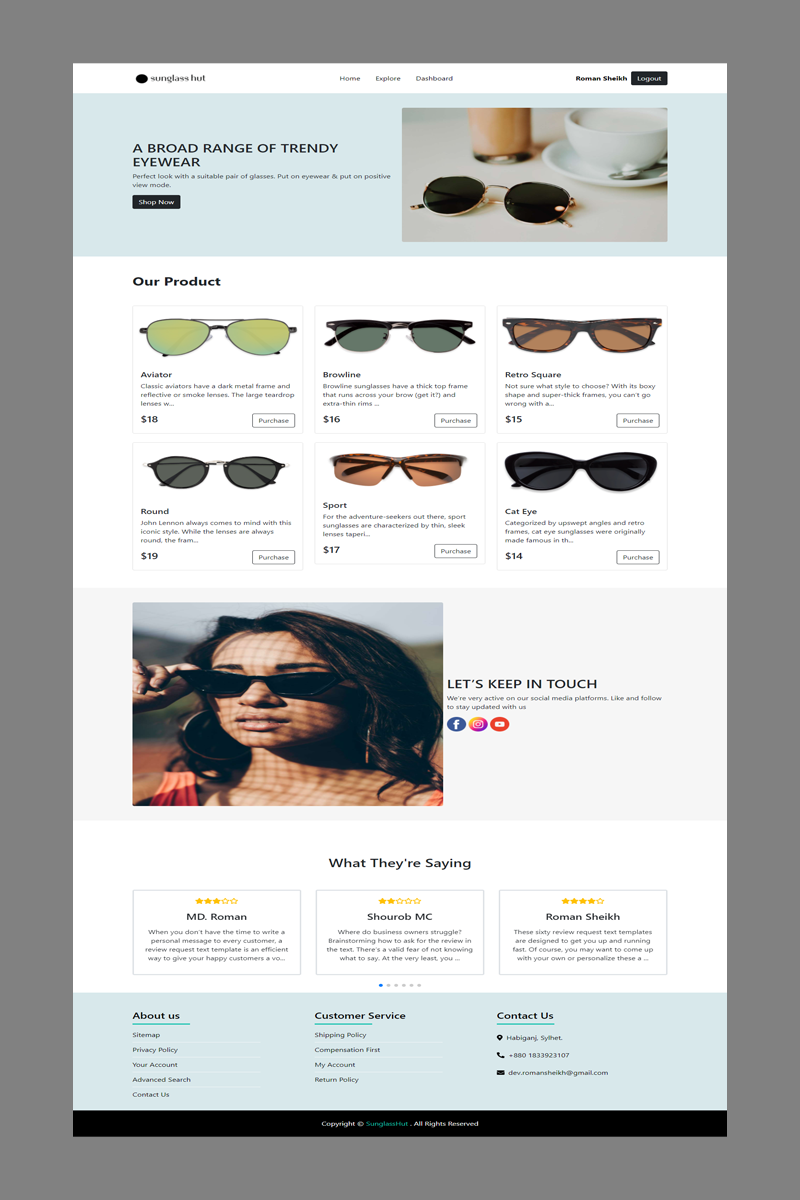 sunglass hut
Home Explore Dashboard
Roman Sheikh Logout
A BROAD RANGE OF TRENDY
EYEWEAR
Perfect look with a suitable pair of glasses. Put on eyewear & put on positive
view mode.
Shop Now
Our Product
Aviator
Classic aviators have a dark metal frame and
reflective or smoke lenses. The large teardrop
lenses w...
$18 Purchase
Browline
Browline sunglasses have a thick top frame
that runs across your brow (get it?) and
extra-thin rims ...
$16 Purchase
Retro Square
Not sure what style to choose? With its boxy
shape and super-thick frames, you can't go
wrong with a...
$15 Purchase
Round
John Lennon always comes to mind with this
iconic style. While the lenses are always
round, the fram...
$19 Purchase
Sport
For the adventure-seekers out there, sport
sunglasses are characterized by thin, sleek
lenses taperi...
$17 Purchase
Cat Eye
Categorized by upswept angles and retro
frames, cat eye sunglasses were originally
made famous in th...
$14 Purchase
LET'S KEEP IN TOUCH
We're very active on our social media platforms. Like and follow
to stay updated with us
What They're Saying
MD. Roman
When you don't have the time to write a
personal message to every customer, a
review request text template is an efficient
way to give your happy customers a vo...
Shourob MC
Where do business owners struggle?
Brainstorming how to ask for the review in
the text. There's a valid fear of not knowing
what to say. At the very least, you ...
Roman Sheikh
These sixty review request text templates
are designed to get you up and running
fast. Of course, you may want to come up
with your own or personalize these a ...
About us
Sitemap
Privacy Policy
Your Account
Advanced Search
Contact Us
Customer Service
Shipping Policy
Compensation First
My Account
Return Policy
Contact Us
Habiganj, Sylhet.
+880 1833923107
dev.romansheikh@gmail.com
Copyright © SunglassHut . All Rights Reserved